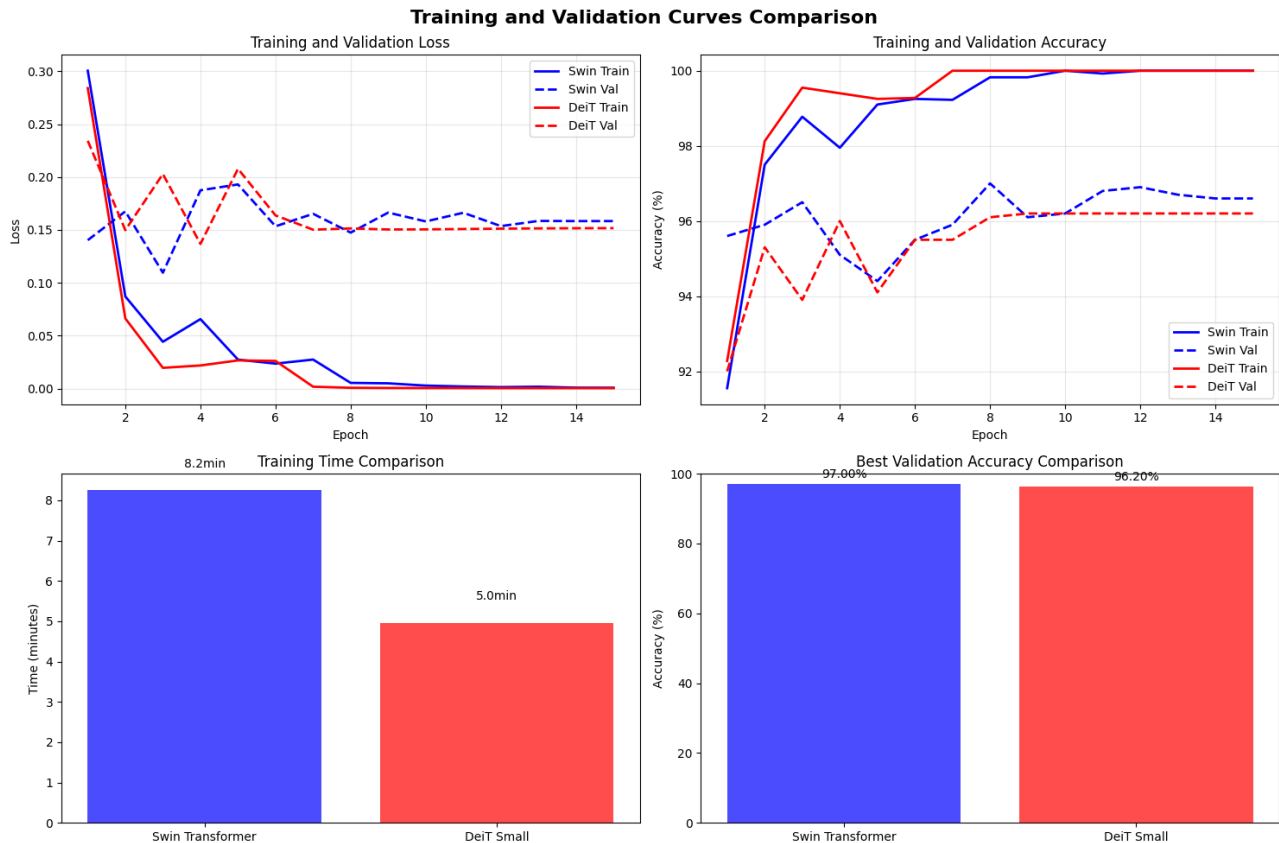 Training and Validation Curves Comparison
Training and Validation Loss
Loss
0.30
0.25
0.20
0.15
0.10
0.05
0.00
2
4
6
8
10
12
14
Epoch
Swin Train
Swin Val
DeiT Train
DeiT Val
Training and Validation Accuracy
Accuracy (%)
100
98
96
94
92
2
4
6
8
10
12
14
Epoch
Swin Train
Swin Val
DeiT Train
DeiT Val
Training Time Comparison
Time (minutes)
8
7
6
5
4
3
2
1
0
8.2min
5.0min
Swin Transformer
DeiT Small
Best Validation Accuracy Comparison
Accuracy (%)
100
80
60
40
20
0
97.00%
96.20%
Swin Transformer
DeiT Small